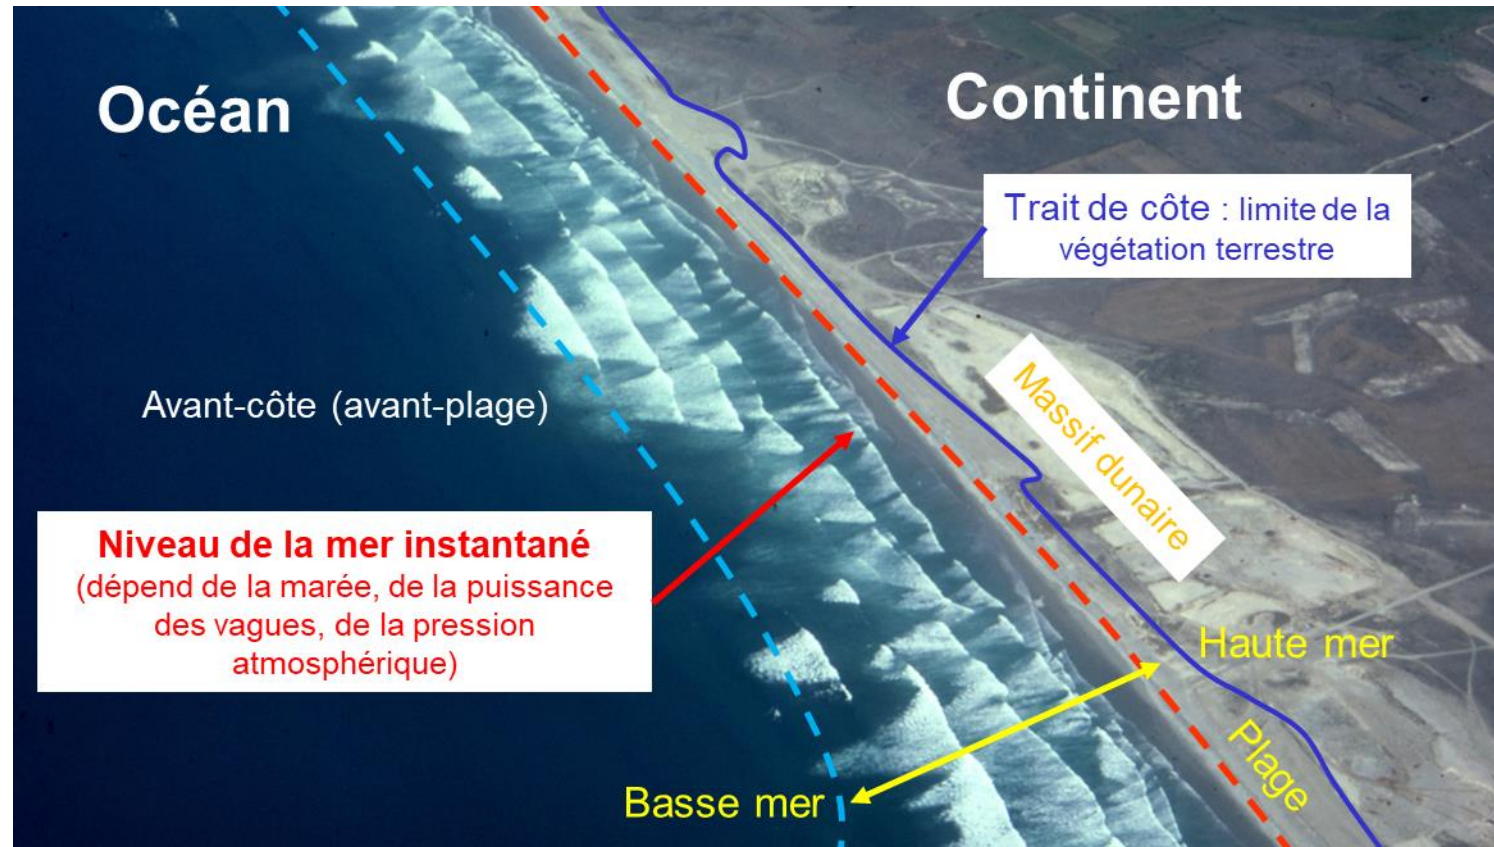 Océan
Continent
Trait de côte : limite de la
végétation terrestre
Massif dunaire
Avant-côte (avant-plage)
Niveau de la mer instantané
(dépend de la marée, de la puissance
des vagues, de la pression
atmosphérique)
Haute mer
Plage
Basse mer